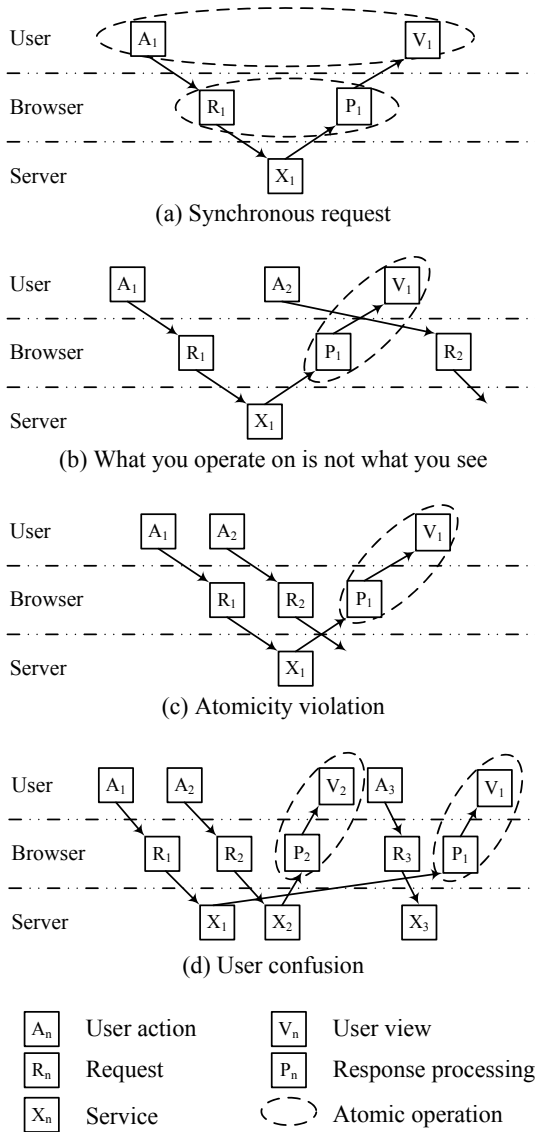 User A₁ V₁
Browser R₁ P₁
Server X₁
(a) Synchronous request
User A₁ A₂ V₁
Browser R₁ P₁ R₂
Server X₁
(b) What you operate on is not what you see
User A₁ A₂ V₁
Browser R₁ R₂ P₁
Server X₁
(c) Atomicity violation
User A₁ A₂ V₂ A₃ V₁
Browser R₁ R₂ P₂ R₃ P₁
Server X₁ X₂ X₃
(d) User confusion
Aₙ User action Vₙ User view
Rₙ Request Pₙ Response processing
Xₙ Service Atomic operation